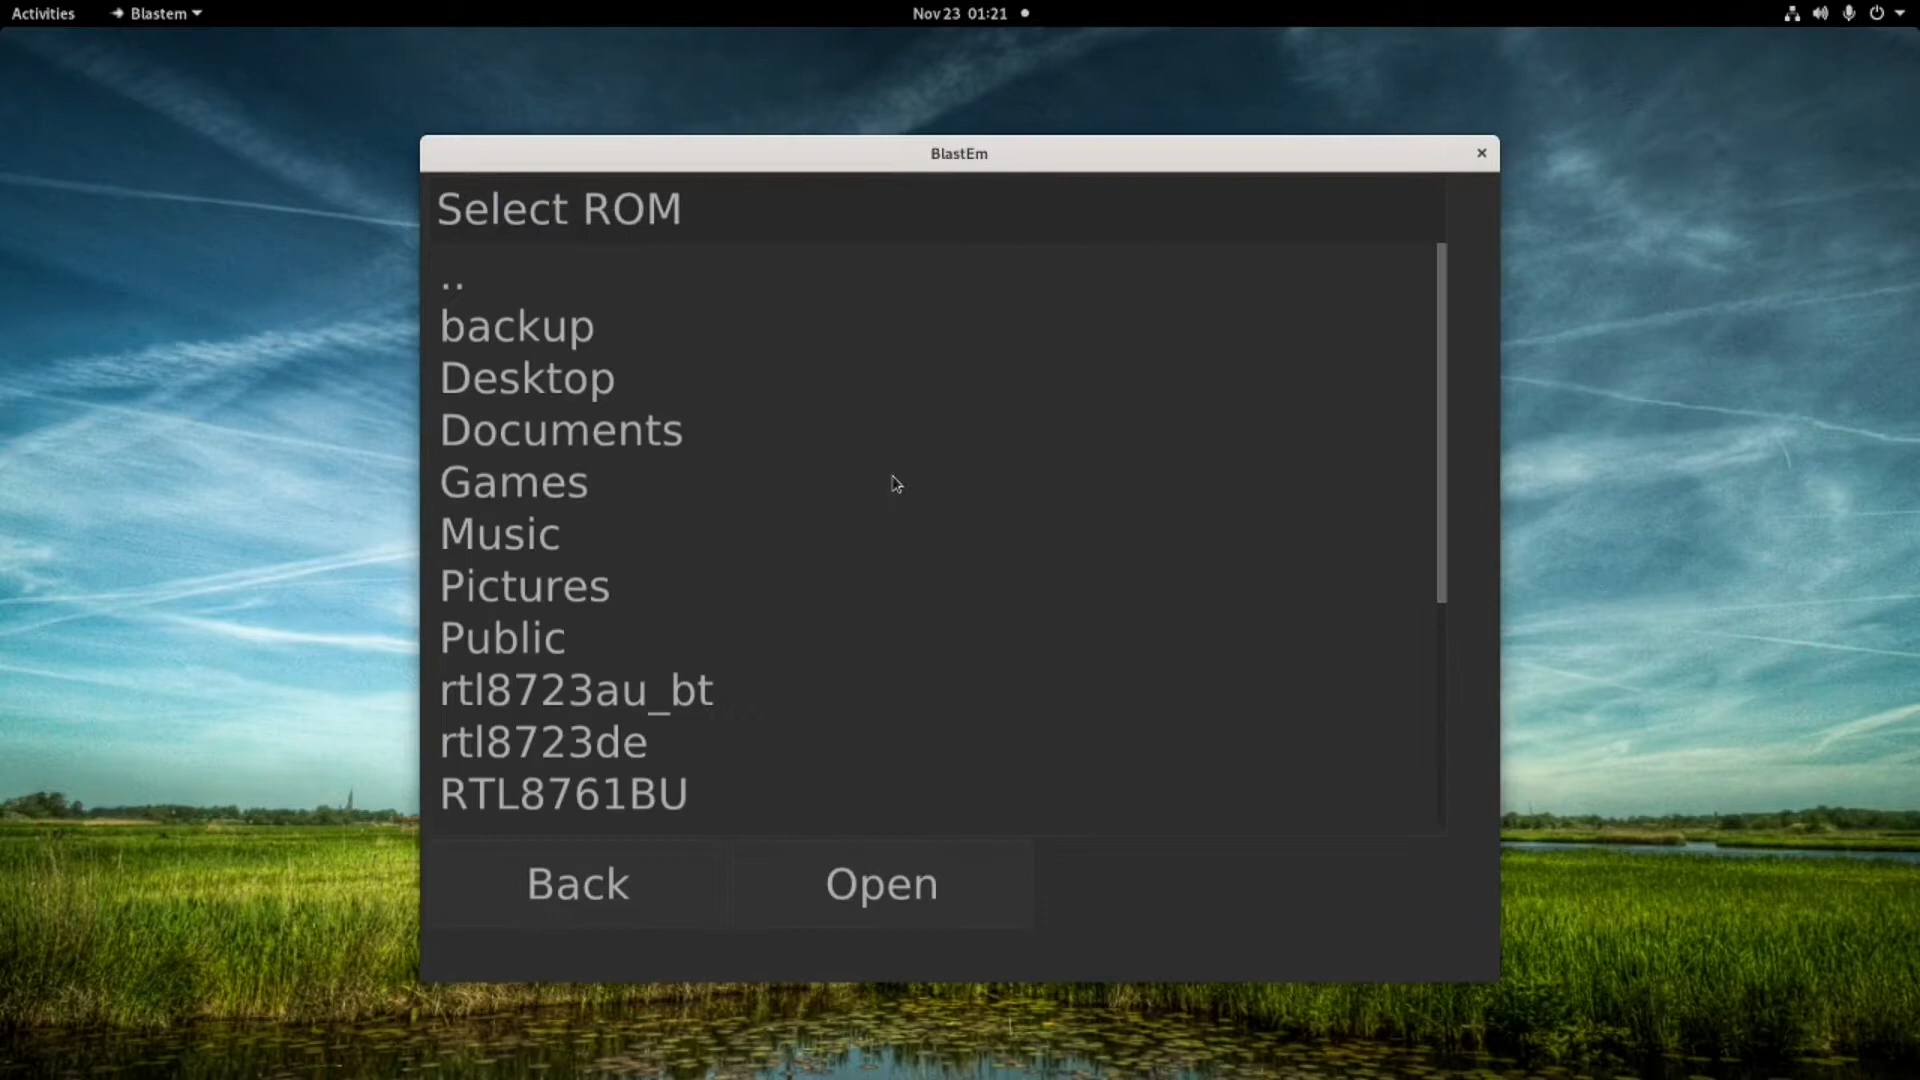 Activities
Blastem
Nov 23 01:21
BlastEm
Select ROM
..
backup
Desktop
Documents
Games
Music
Pictures
Public
rtl8723au_bt
rtl8723de
RTL8761BU
Back
Open